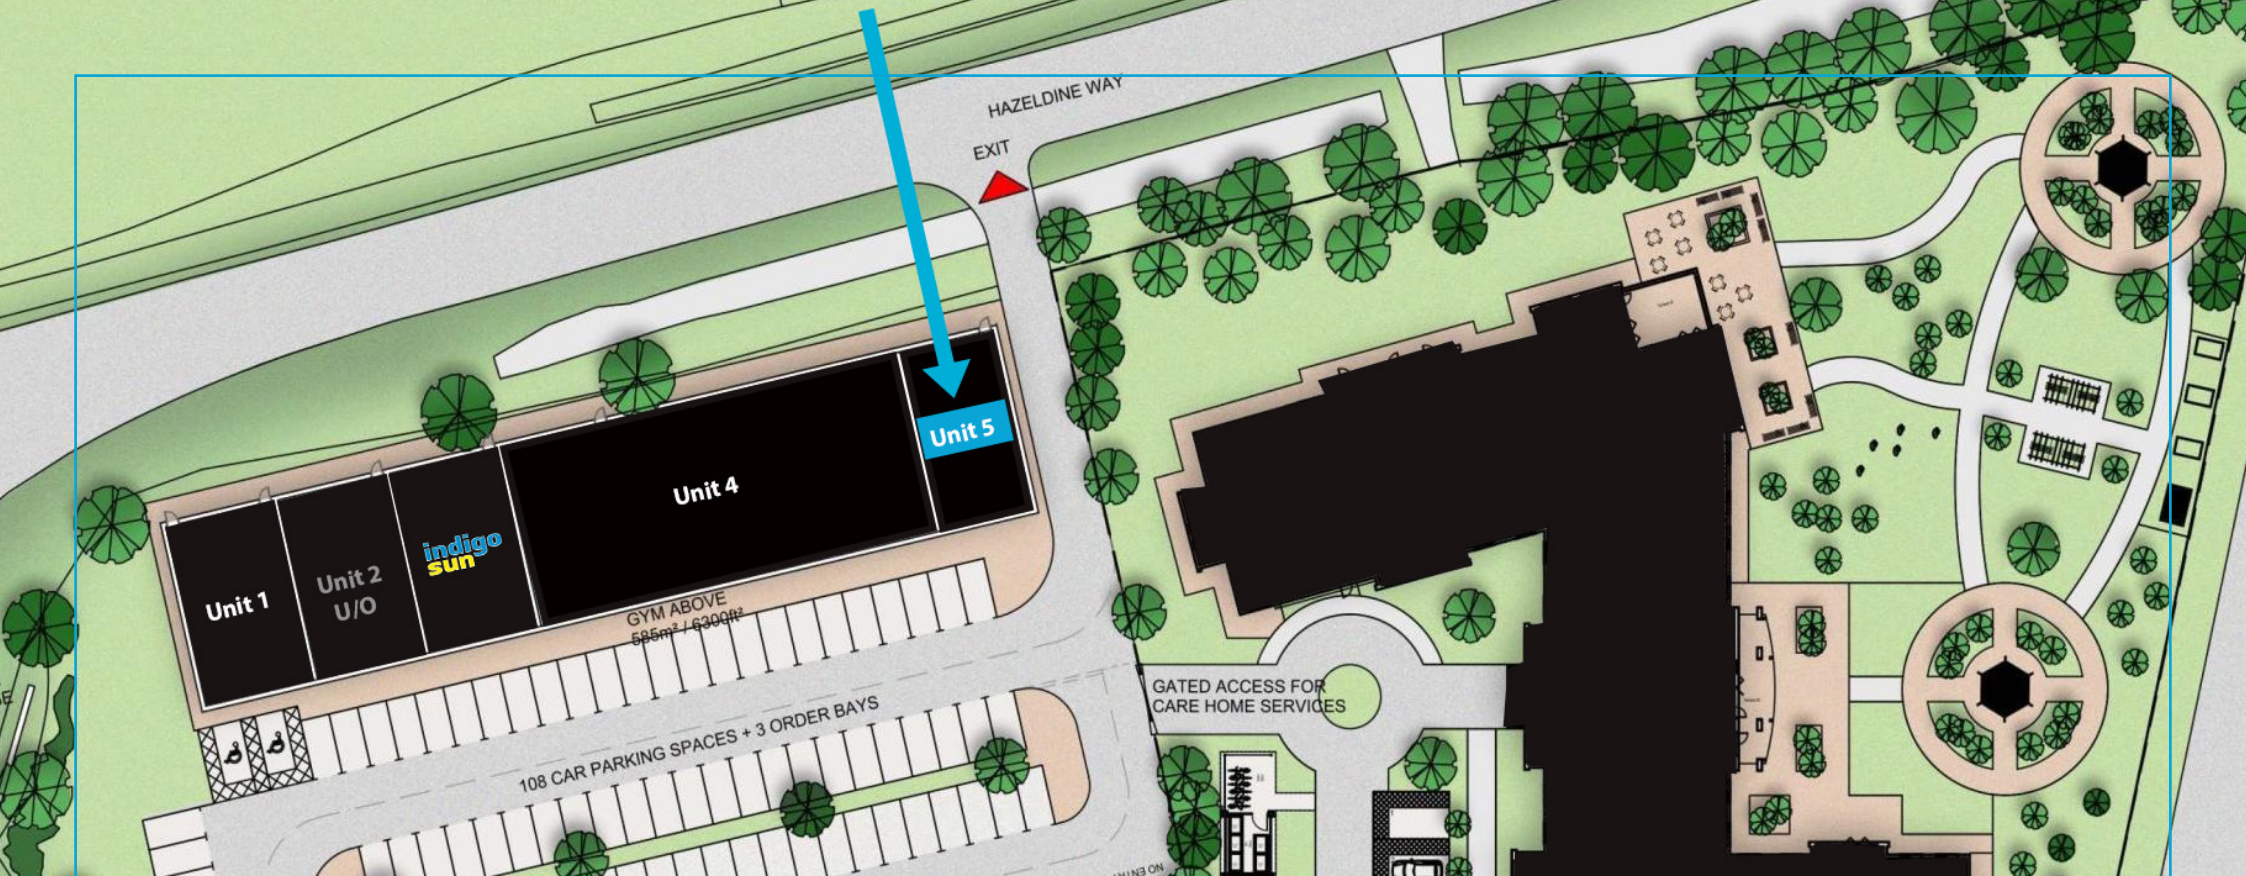 HAZELDINE WAY
EXIT
Unit 5
Unit 4
indigo
sun
Unit 2
U/O
Unit 1
GYM ABOVE
585m² / 6300ft²
GATED ACCESS FOR
CARE HOME SERVICES
108 CAR PARKING SPACES + 3 ORDER BAYS